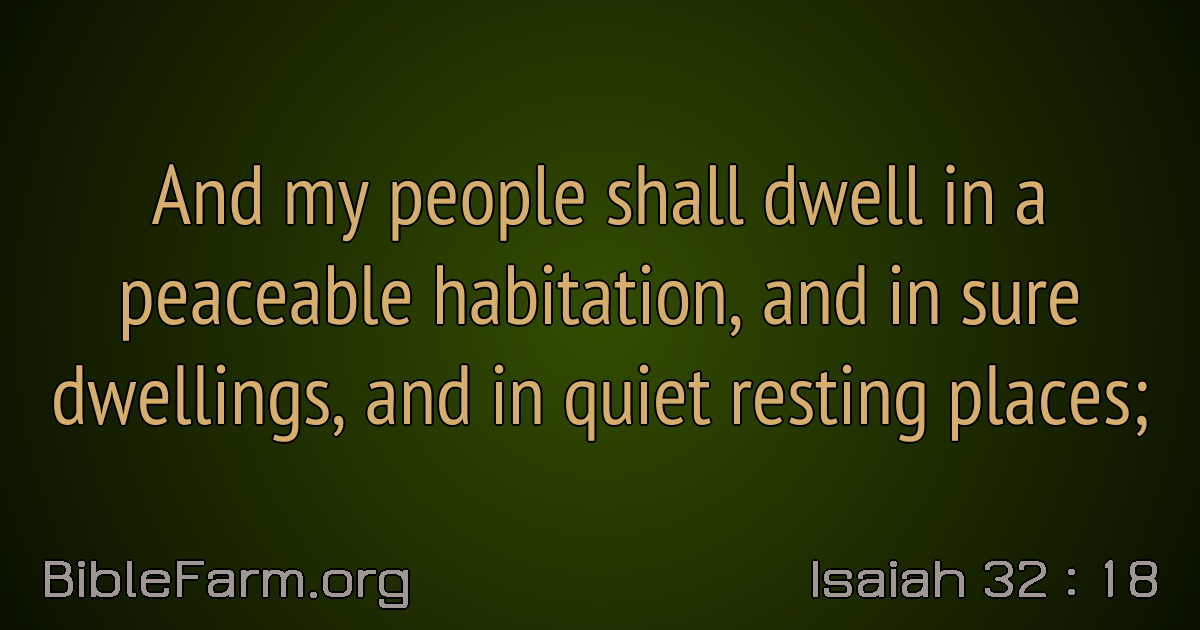 And my people shall dwell in a
peaceable habitation, and in sure
dwellings, and in quiet resting places;
BibleFarm.org
Isaiah 32 : 18